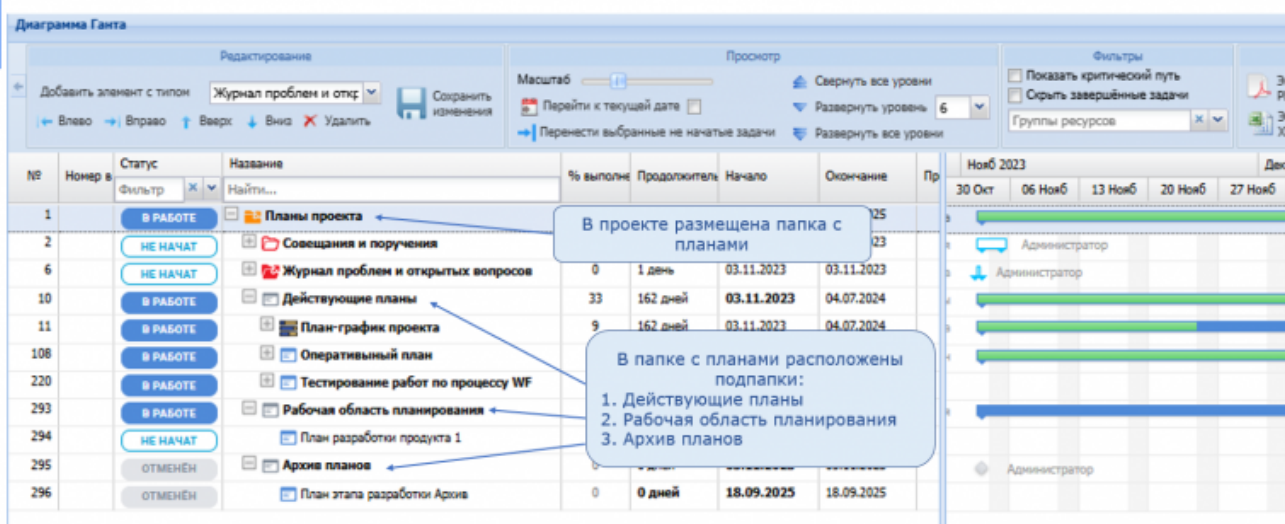 Диаграмма Ганта
Редактирование
Просмотр
Фильтры
Добавить элемент с типом
Журнал проблем и откр
Сохранить изменения
Влево Вправо Вверх Вниз Удалить
Масштаб
Перейти к текущей дате
Перенести выбранные не начатые задачи
Свернуть все уровни
Развернуть уровень 6
Развернуть все уровни
Показать критический путь
Скрыть завершённые задачи
Группы ресурсов
№ Номер в Статус Название % выполне Продолжитель Начало Окончание Пр
Фильтр Найти...
Нояб 2023 Дек
30 Окт 06 Нояб 13 Нояб 20 Нояб 27 Нояб
1 В РАБОТЕ Планы проекта
2 НЕ НАЧАТ Совещания и поручения Администратор
6 НЕ НАЧАТ Журнал проблем и открытых вопросов 0 1 день 03.11.2023 03.11.2023 Администратор
10 В РАБОТЕ Действующие планы 33 162 дней 03.11.2023 04.07.2024
11 В РАБОТЕ План-график проекта 9 162 дней 03.11.2023 04.07.2024
108 В РАБОТЕ Оперативыный план
220 В РАБОТЕ Тестирование работ по процессу WF
293 В РАБОТЕ Рабочая область планирования
294 НЕ НАЧАТ План разработки продукта 1
295 ОТМЕНЁН Архив планов Администратор
296 ОТМЕНЁН План этапа разработки Архив 0 0 дней 18.09.2025 18.09.2025
В проекте размещена папка с
планами
В папке с планами расположены
подпапки:
1. Действующие планы
2. Рабочая область планирования
3. Архив планов